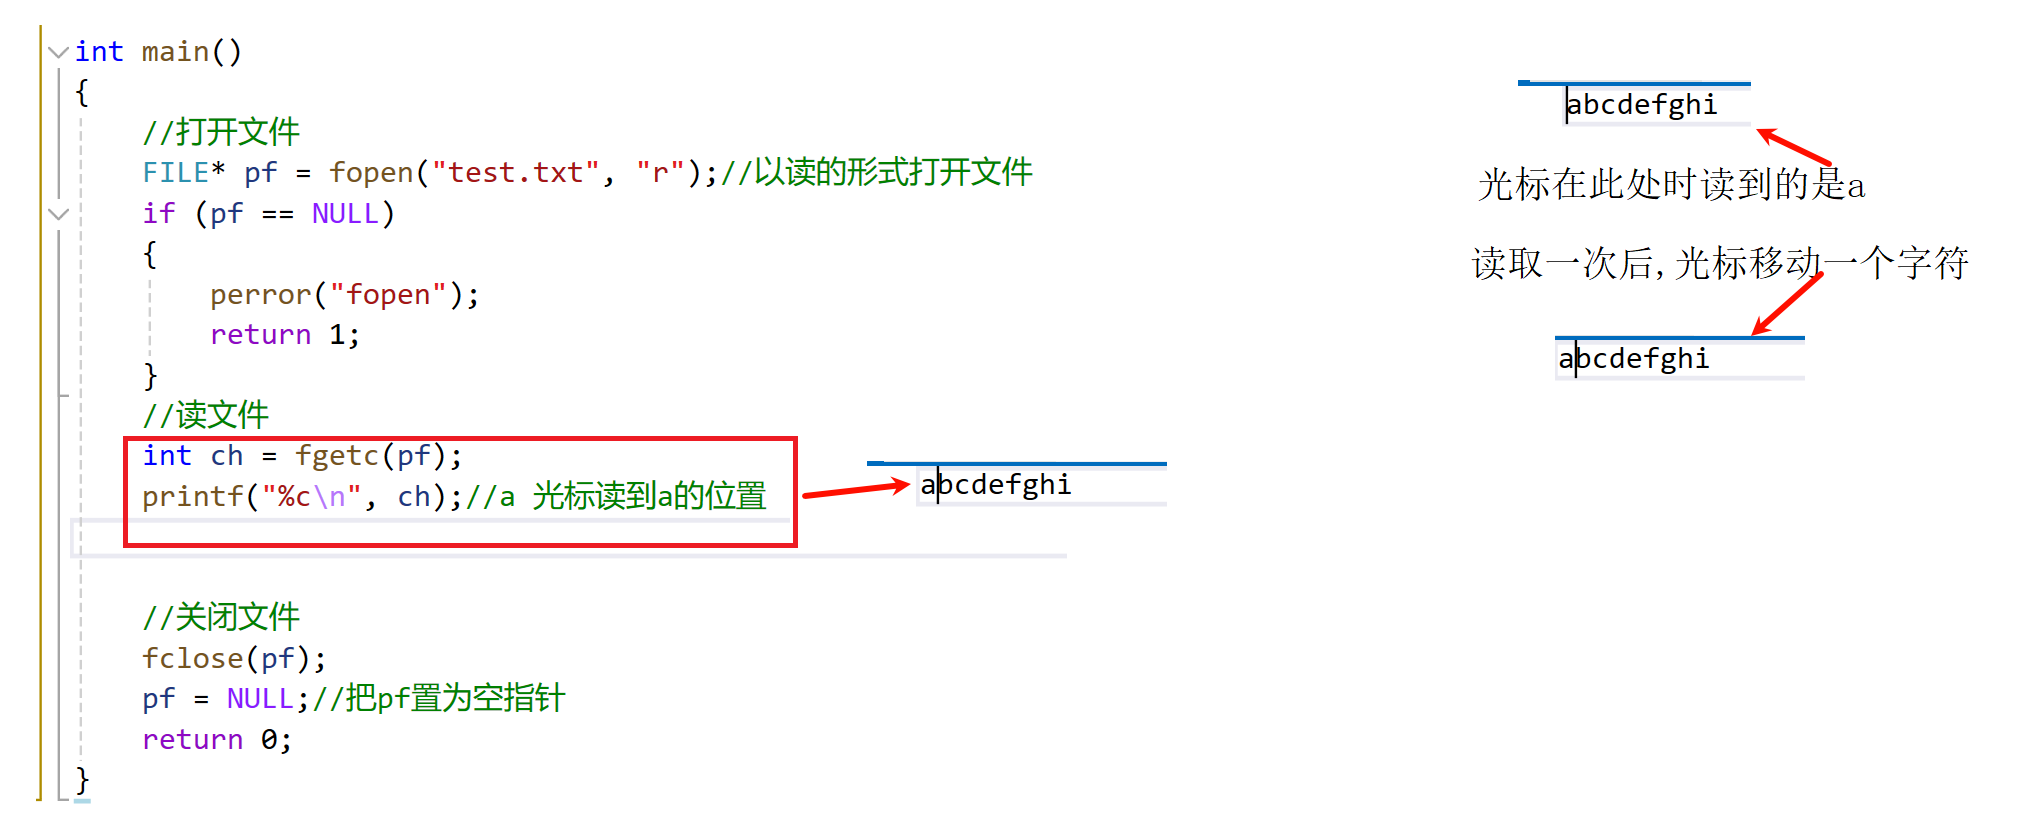 int main()
{
//打开文件
FILE* pf = fopen("test.txt", "r");//以读的形式打开文件
if (pf == NULL)
{
perror("fopen");
return 1;
}
//读文件
int ch = fgetc(pf);
printf("%c\n", ch);//a 光标读到a的位置
//关闭文件
fclose(pf);
pf = NULL;//把pf置为空指针
return 0;
}
abcdefghi
abcdefghi
光标在此处时读到的是a
读取一次后,光标移动一个字符
abcdefghi